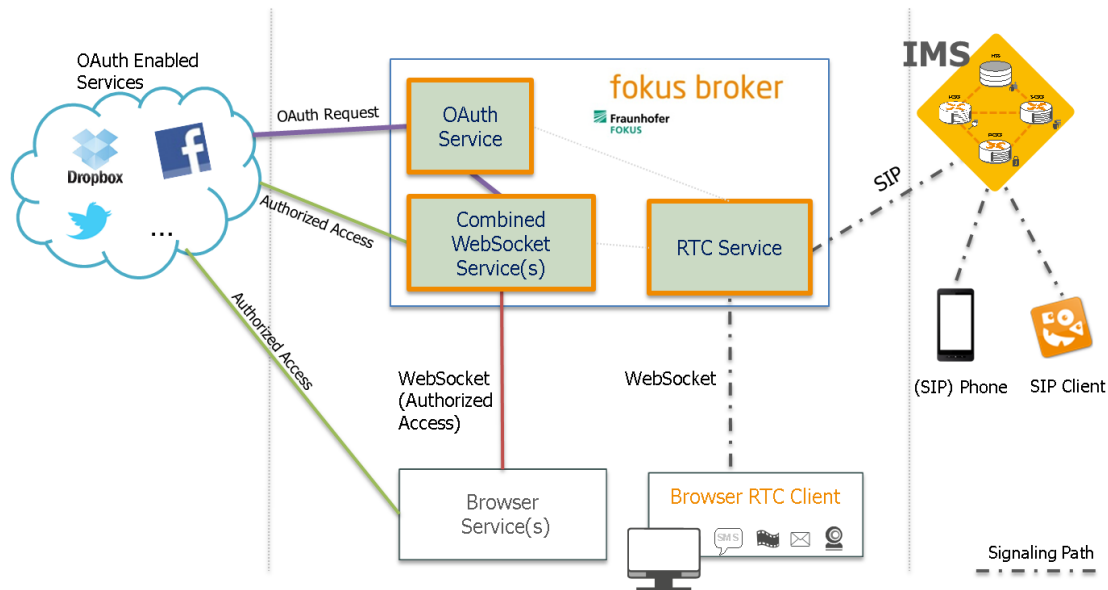 OAuth Enabled
Services
Dropbox
...
OAuth Request
Authorized Access
Authorized Access
fokus broker
Fraunhofer
FOKUS
OAuth
Service
Combined
WebSocket
Service(s)
RTC Service
SIP
IMS
HSS
(SIP) Phone
SIP Client
WebSocket
(Authorized
Access)
WebSocket
Browser
Service(s)
Browser RTC Client
SMS
Signaling Path